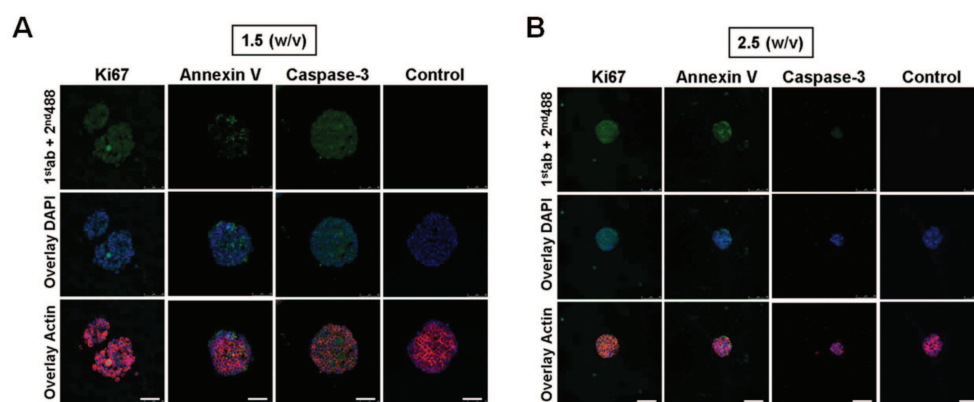 A
1.5 (w/v)
Ki67 Annexin V Caspase-3 Control
1stab + 2nd488
Overlay DAPI
Overlay Actin
B
2.5 (w/v)
Ki67 Annexin V Caspase-3 Control
1stab + 2nd488
Overlay DAPI
Overlay Actin